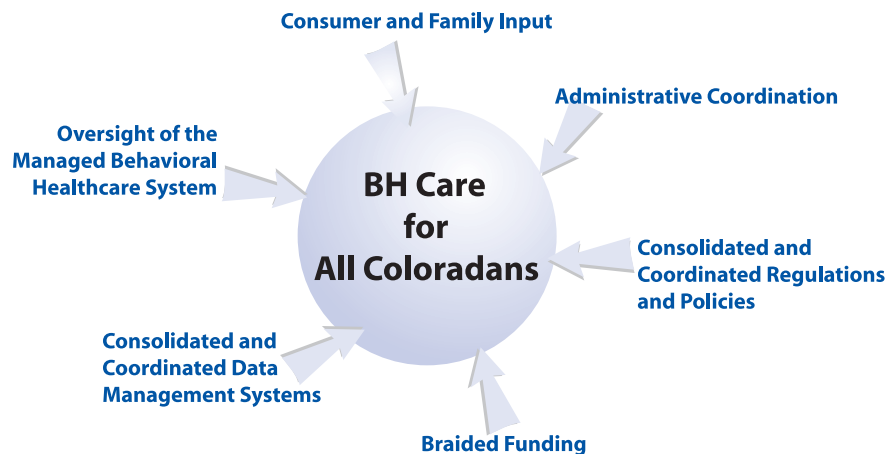 Consumer and Family Input
Administrative Coordination
Oversight of the
Managed Behavioral
Healthcare System
BH Care
for
All Coloradans
Consolidated and
Coordinated Regulations
and Policies
Consolidated and
Coordinated Data
Management Systems
Braided Funding